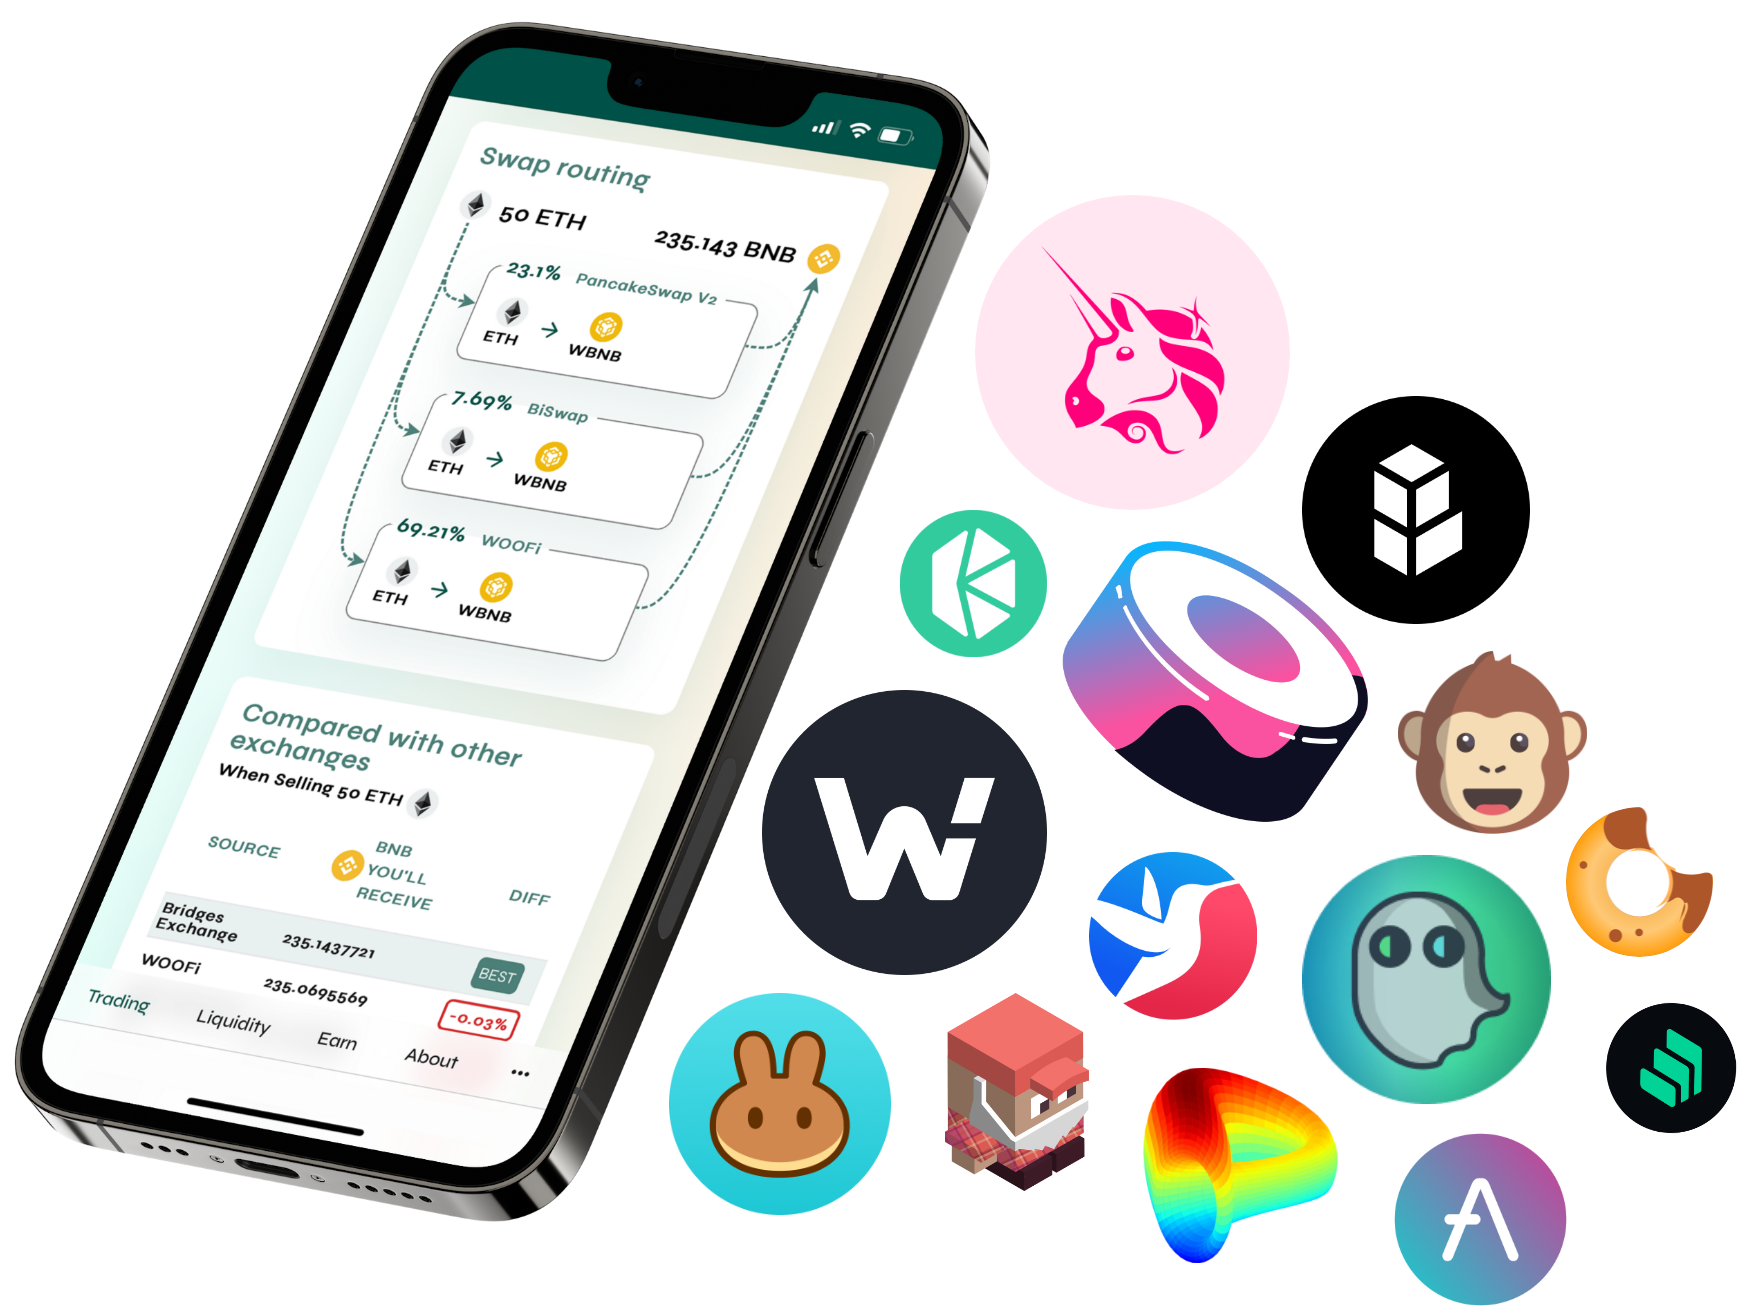 Swap routing
50 ETH
235.143 BNB
23.1% PancakeSwap V2
ETH
WBNB
7.69% BiSwap
ETH
WBNB
69.21% WOOFi
ETH
WBNB
Compared with other
exchanges
When Selling 50 ETH
SOURCE
BNB
YOU'LL
RECEIVE
DIFF
Bridges
Exchange
235.1437721
BEST
WOOFi
235.0695569
-0.03%
Trading
Liquidity
Earn
About